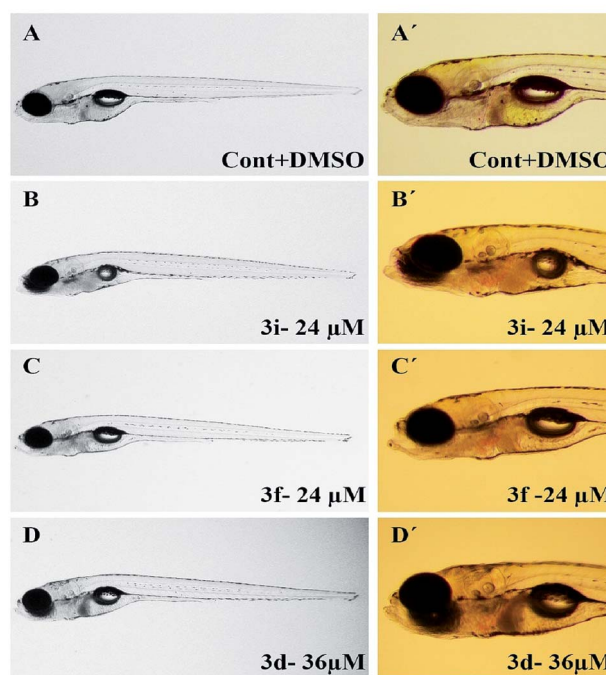 A
Cont+DMSO
A´
Cont+DMSO
B
3i- 24 µM
B´
3i- 24 µM
C
3f- 24 µM
C´
3f -24 µM
D
3d- 36µM
D´
3d- 36µM